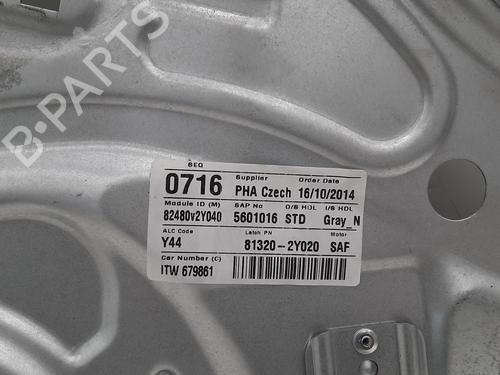 B-PARTS
SEQ Supplier Order Date
0716 PHA Czech 16/10/2014
Module ID (M) SAP No O/S HDL I/S HDL
82480v2Y040 5601016 STD Gray_N
ALC Code Latch PN Motor
Y44 81320-2Y020 SAF
Car Number (C)
ITW 679861